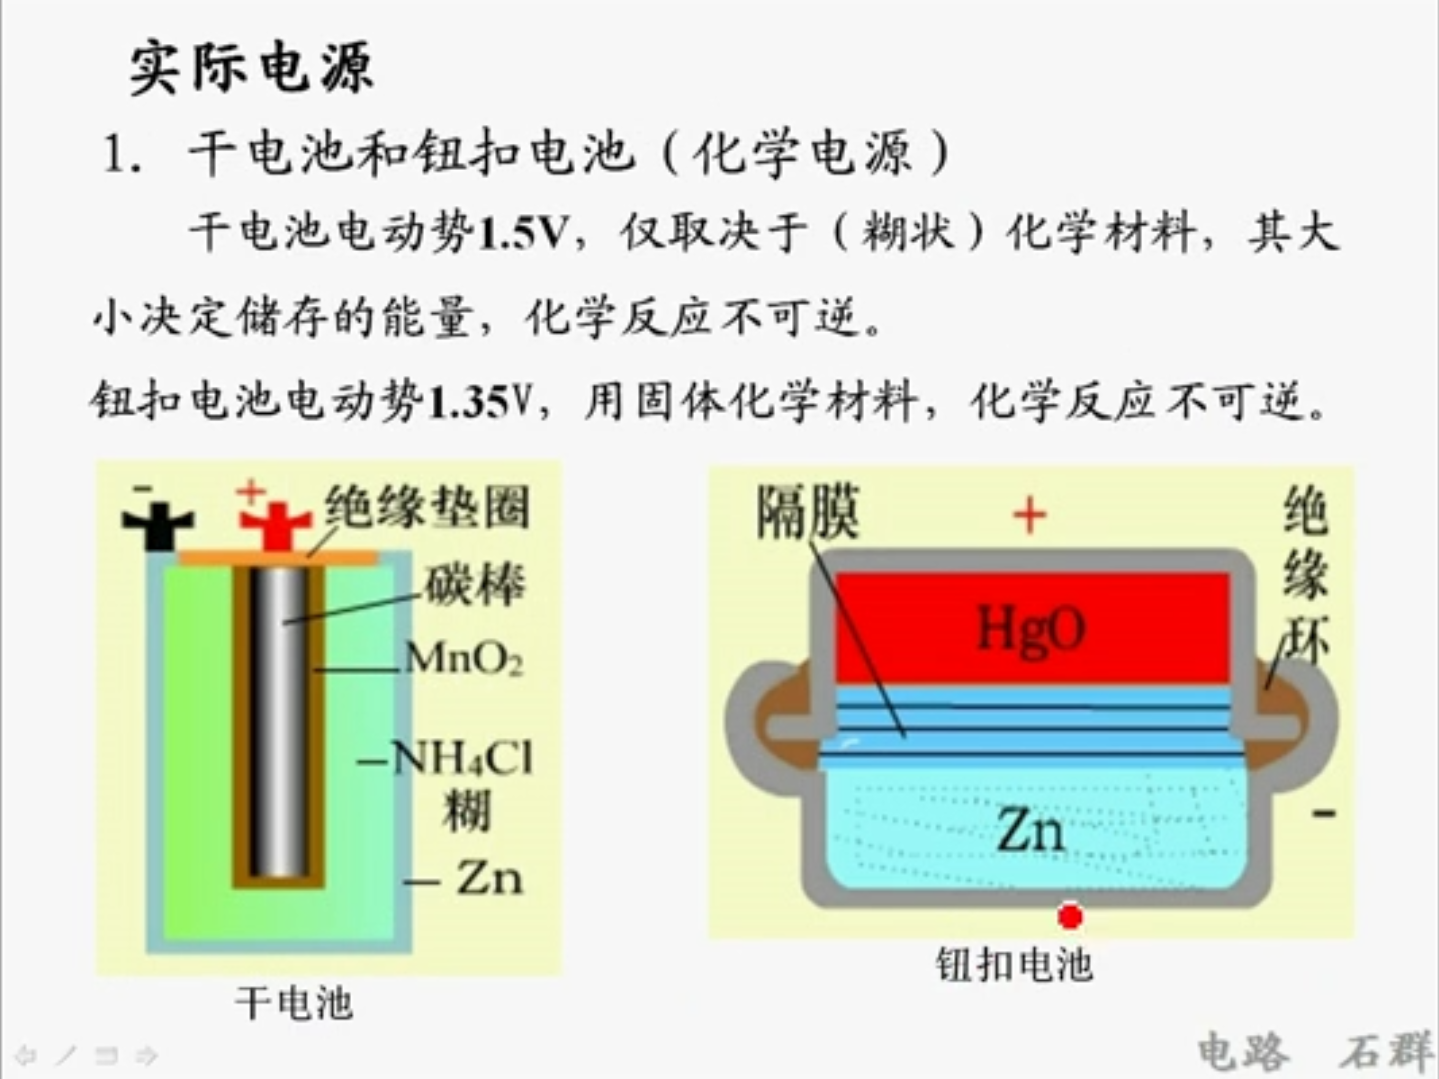 实际电源
1. 干电池和钮扣电池（化学电源）
干电池电动势1.5V，仅取决于（糊状）化学材料，其大
小决定储存的能量，化学反应不可逆。
钮扣电池电动势1.35V，用固体化学材料，化学反应不可逆。
- + 绝缘垫圈
碳棒
MnO₂
NH₄Cl
糊
Zn
干电池
隔膜 +
绝缘环
HgO
Zn
-
钮扣电池
电路 石群